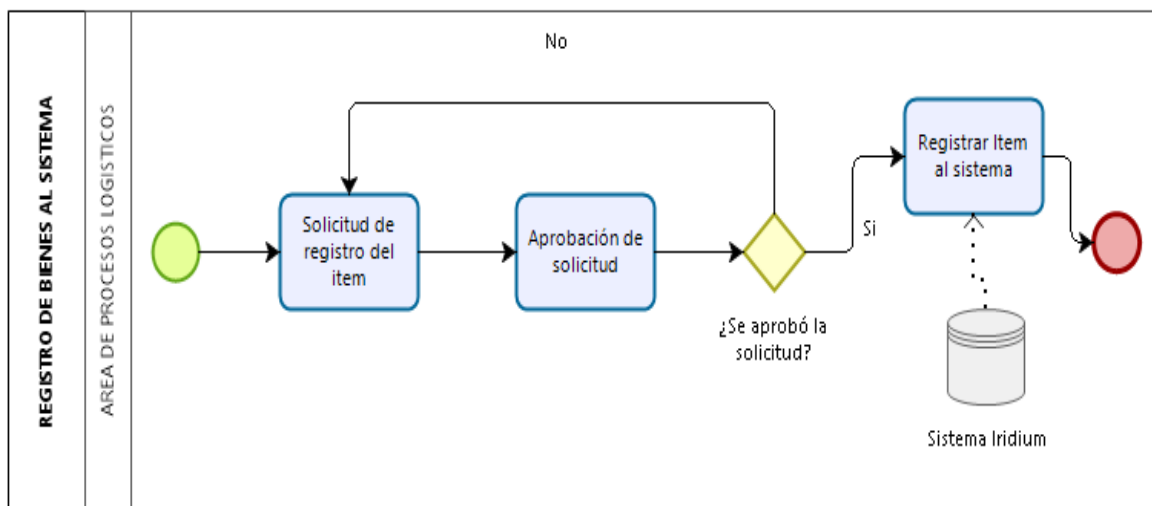 REGISTRO DE BIENES AL SISTEMA
AREA DE PROCESOS LOGISTICOS
No
Solicitud de
registro del
item
Aprobación de
solicitud
¿Se aprobó la
solicitud?
Si
Registrar Item
al sistema
Sistema Iridium